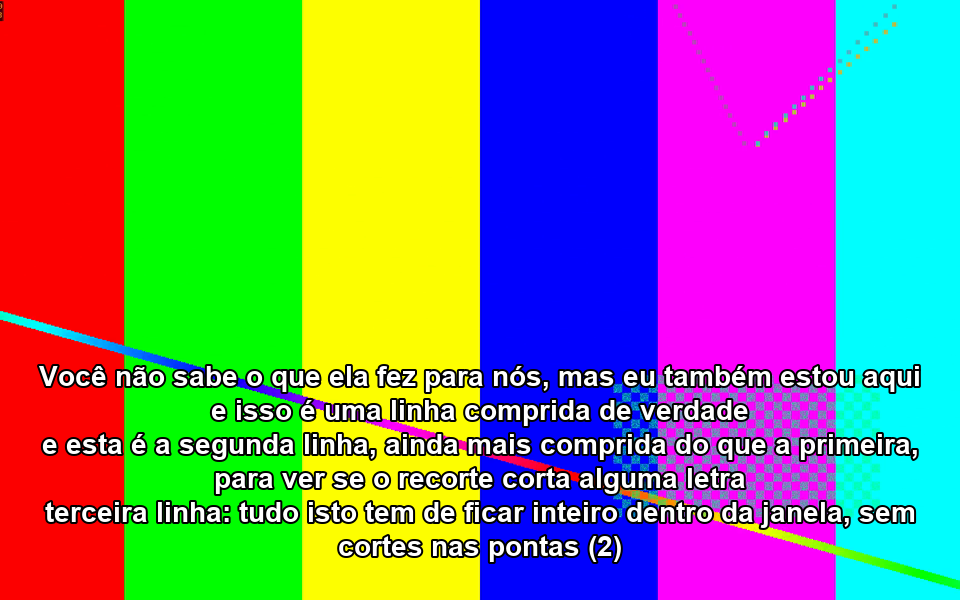 Você não sabe o que ela fez para nós, mas eu também estou aqui
e isso é uma linha comprida de verdade
e esta é a segunda linha, ainda mais comprida do que a primeira,
para ver se o recorte corta alguma letra
terceira linha: tudo isto tem de ficar inteiro dentro da janela, sem
cortes nas pontas (2)